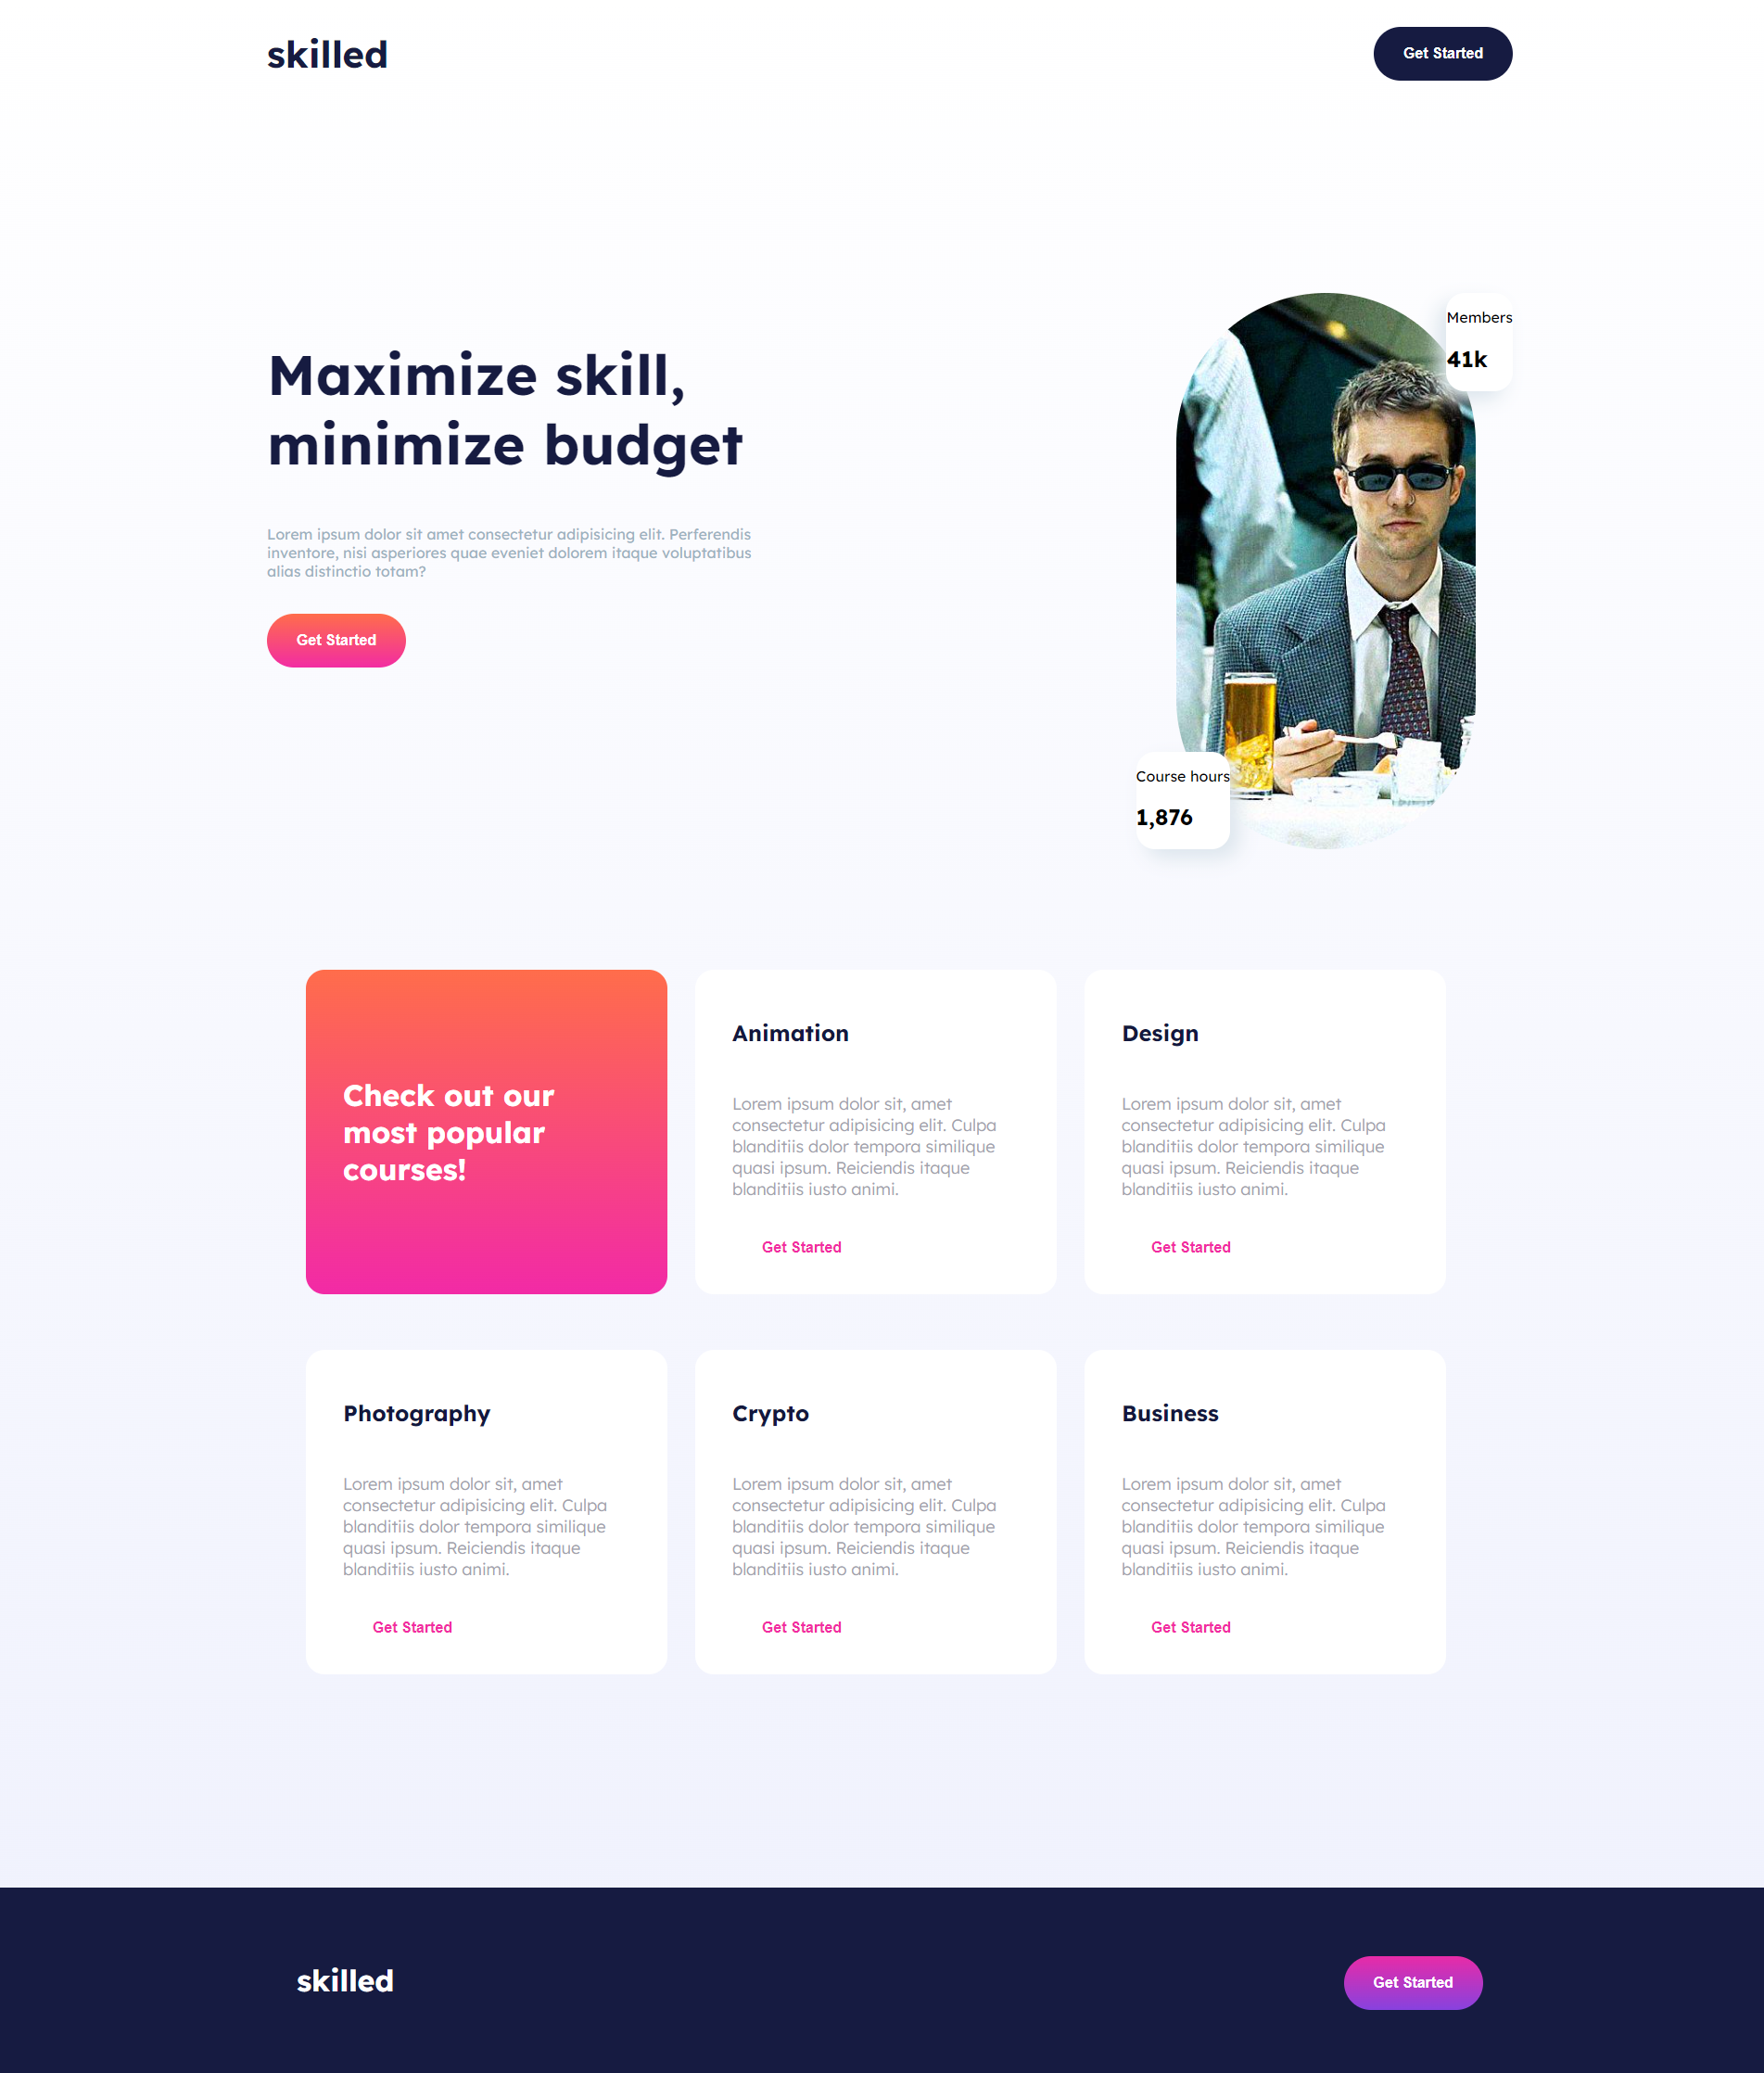 skilled
Get Started
Maximize skill,
minimize budget
Lorem ipsum dolor sit amet consectetur adipisicing elit. Perferendis
inventore, nisi asperiores quae eveniet dolorem itaque voluptatibus
alias distinctio totam?
Get Started
Members
41k
Course hours
1,876
Check out our
most popular
courses!
Animation
Lorem ipsum dolor sit, amet
consectetur adipisicing elit. Culpa
blanditiis dolor tempora similique
quasi ipsum. Reiciendis itaque
blanditiis iusto animi.
Get Started
Design
Lorem ipsum dolor sit, amet
consectetur adipisicing elit. Culpa
blanditiis dolor tempora similique
quasi ipsum. Reiciendis itaque
blanditiis iusto animi.
Get Started
Photography
Lorem ipsum dolor sit, amet
consectetur adipisicing elit. Culpa
blanditiis dolor tempora similique
quasi ipsum. Reiciendis itaque
blanditiis iusto animi.
Get Started
Crypto
Lorem ipsum dolor sit, amet
consectetur adipisicing elit. Culpa
blanditiis dolor tempora similique
quasi ipsum. Reiciendis itaque
blanditiis iusto animi.
Get Started
Business
Lorem ipsum dolor sit, amet
consectetur adipisicing elit. Culpa
blanditiis dolor tempora similique
quasi ipsum. Reiciendis itaque
blanditiis iusto animi.
Get Started
skilled
Get Started